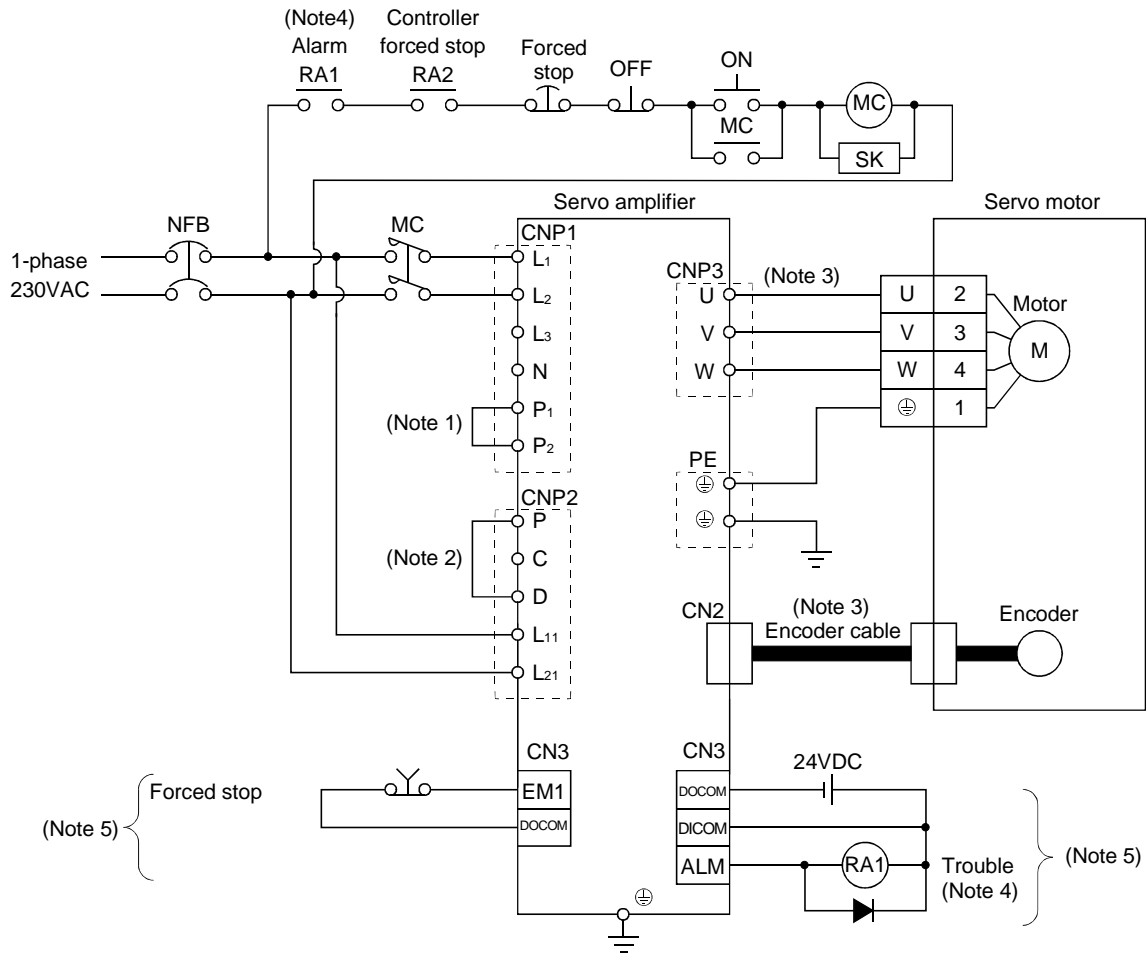 (Note4)
Alarm
RA1
Controller
forced stop
RA2
Forced
stop
OFF
ON
MC
MC
SK
NFB
MC
1-phase
230VAC
Servo amplifier
Servo motor
CNP1
L1
L2
L3
N
P1
P2
(Note 1)
CNP2
P
C
D
L11
L21
(Note 2)
CNP3
U
V
W
(Note 3)
U 2
V 3
W 4
1
Motor
M
PE
CN2
(Note 3)
Encoder cable
Encoder
CN3
EM1
DOCOM
Forced stop
(Note 5)
CN3
DOCOM
DICOM
ALM
24VDC
RA1
Trouble
(Note 4)
(Note 5)